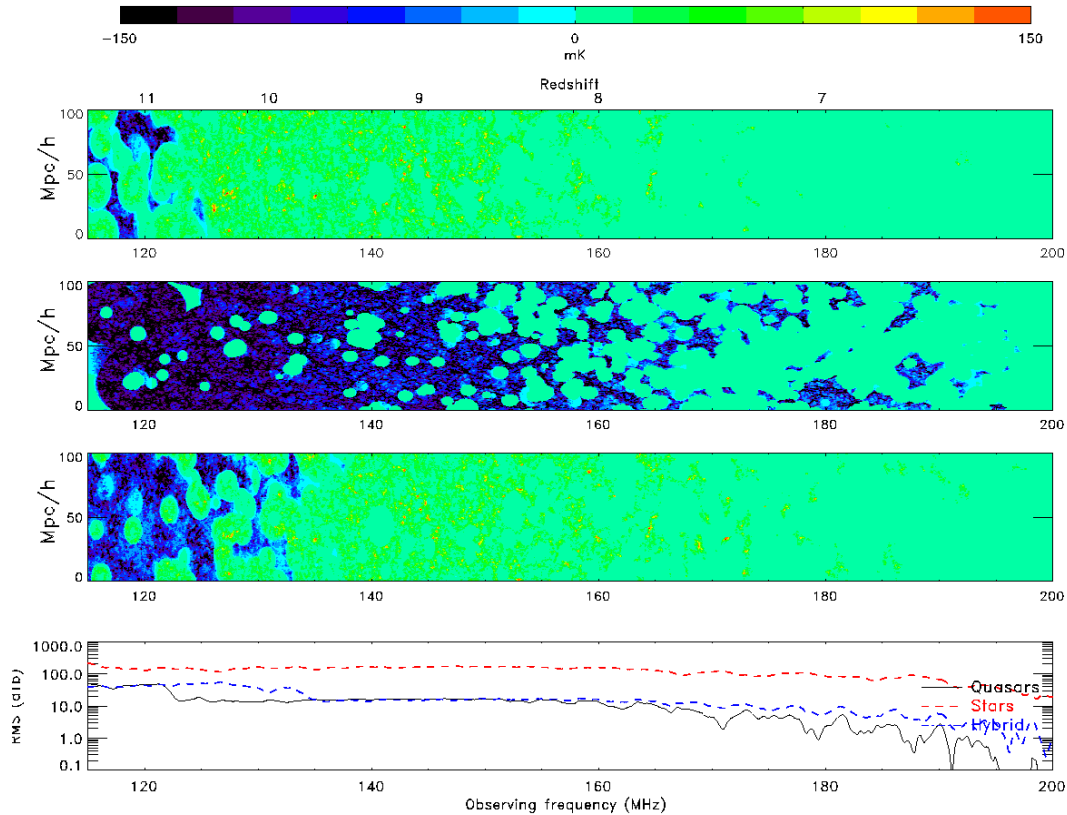 −150 0 150
mK
Redshift
11 10 9 8 7
100
50
0
Mpc/h
120 140 160 180 200
100
50
0
Mpc/h
120 140 160 180 200
100
50
0
Mpc/h
120 140 160 180 200
1000.0
100.0
10.0
1.0
0.1
RMS (dTb)
Quasars
Stars
Hybrid
120 140 160 180 200
Observing frequency (MHz)